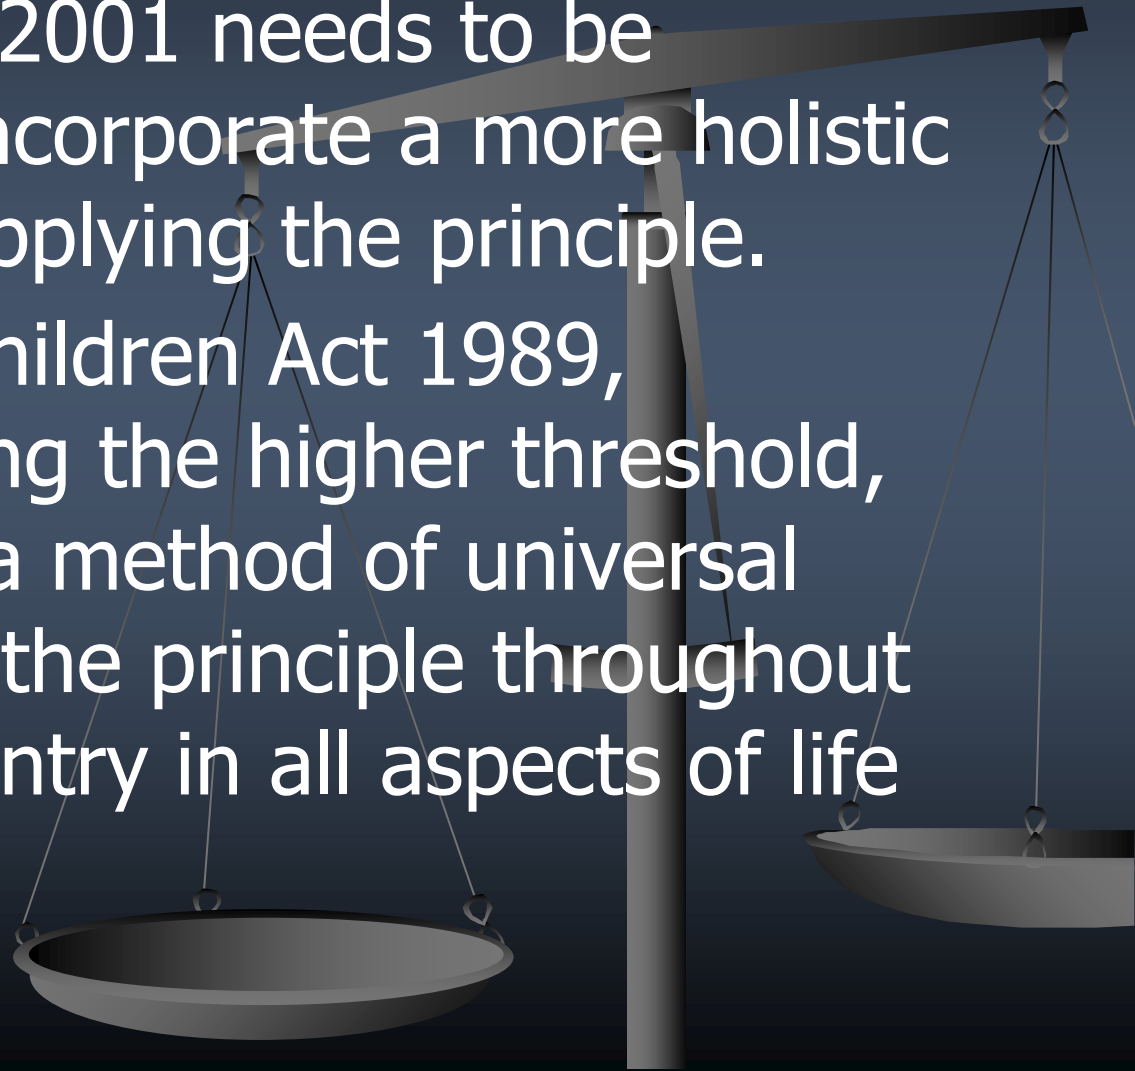 2001 needs to be
ncorporate a more holistic
pplying the principle.
hildren Act 1989,
ng the higher threshold,
a method of universal
the principle throughout
ntry in all aspects of life